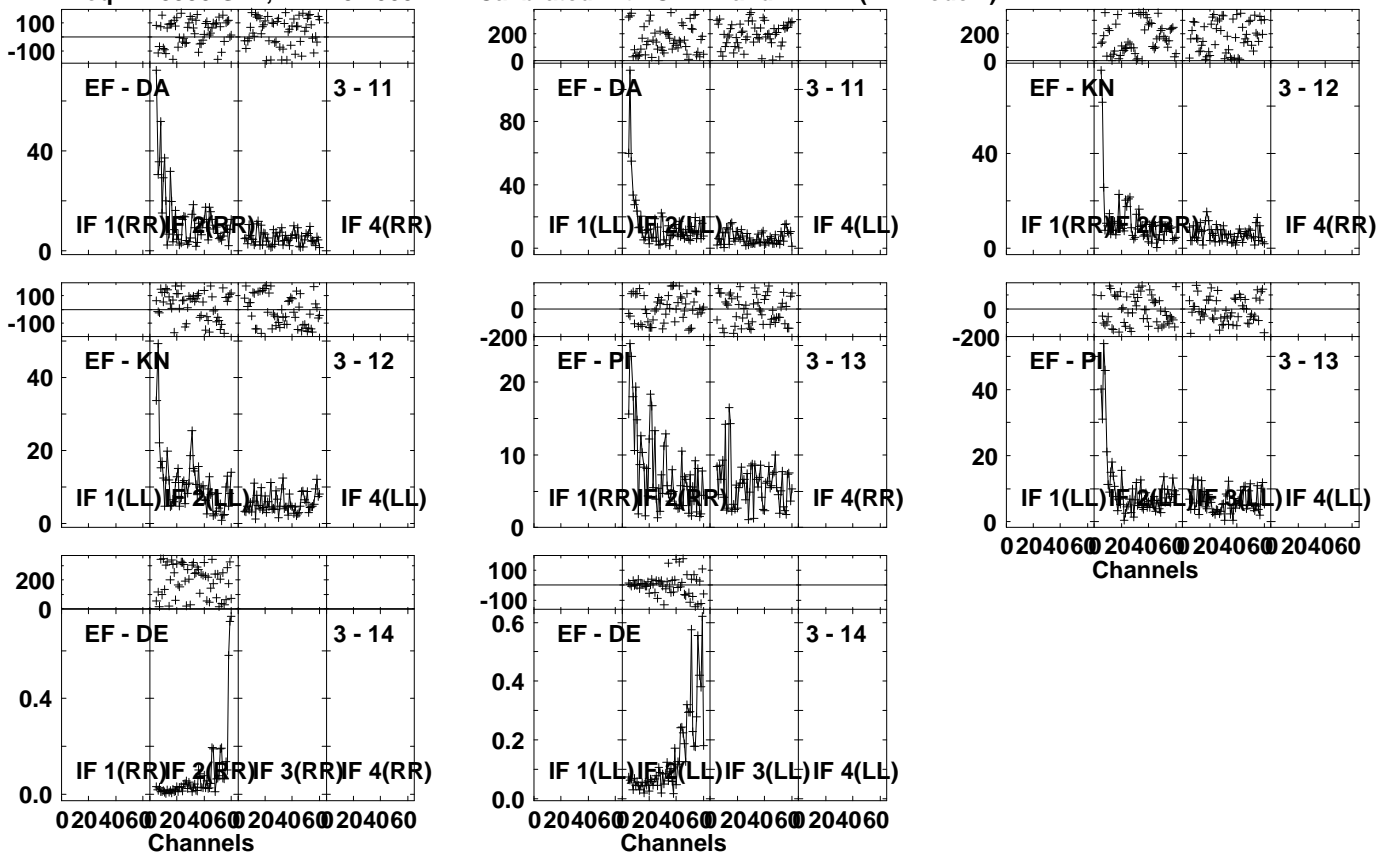 100
-100
EF - DA
3 - 11
40
0
IF 1(RR) IF 2(RR)
IF 4(RR)
200
0
EF - DA
3 - 11
80
40
0
IF 1(LL) IF 2(LL)
IF 4(LL)
200
0
EF - KN
3 - 12
40
0
IF 1(RR) IF 2(RR)
IF 4(RR)
100
-100
EF - KN
3 - 12
40
20
0
IF 1(LL) IF 2(LL)
IF 4(LL)
0
-200
EF - PI
3 - 13
20
10
0
IF 1(RR) IF 2(RR)
IF 4(RR)
0
-200
EF - PI
3 - 13
40
20
0
IF 1(LL) IF 2(LL) IF 3(LL) IF 4(LL)
0 20 40 60 0 20 40 60 0 20 40 60 0 20 40 60
Channels
200
0
EF - DE
3 - 14
0.4
0.0
IF 1(RR) IF 2(RR) IF 3(RR) IF 4(RR)
0 20 40 60 0 20 40 60 0 20 40 60 0 20 40 60
Channels
100
-100
EF - DE
3 - 14
0.6
0.4
0.2
0.0
IF 1(LL) IF 2(LL) IF 3(LL) IF 4(LL)
0 20 40 60 0 20 40 60 0 20 40 60 0 20 40 60
Channels